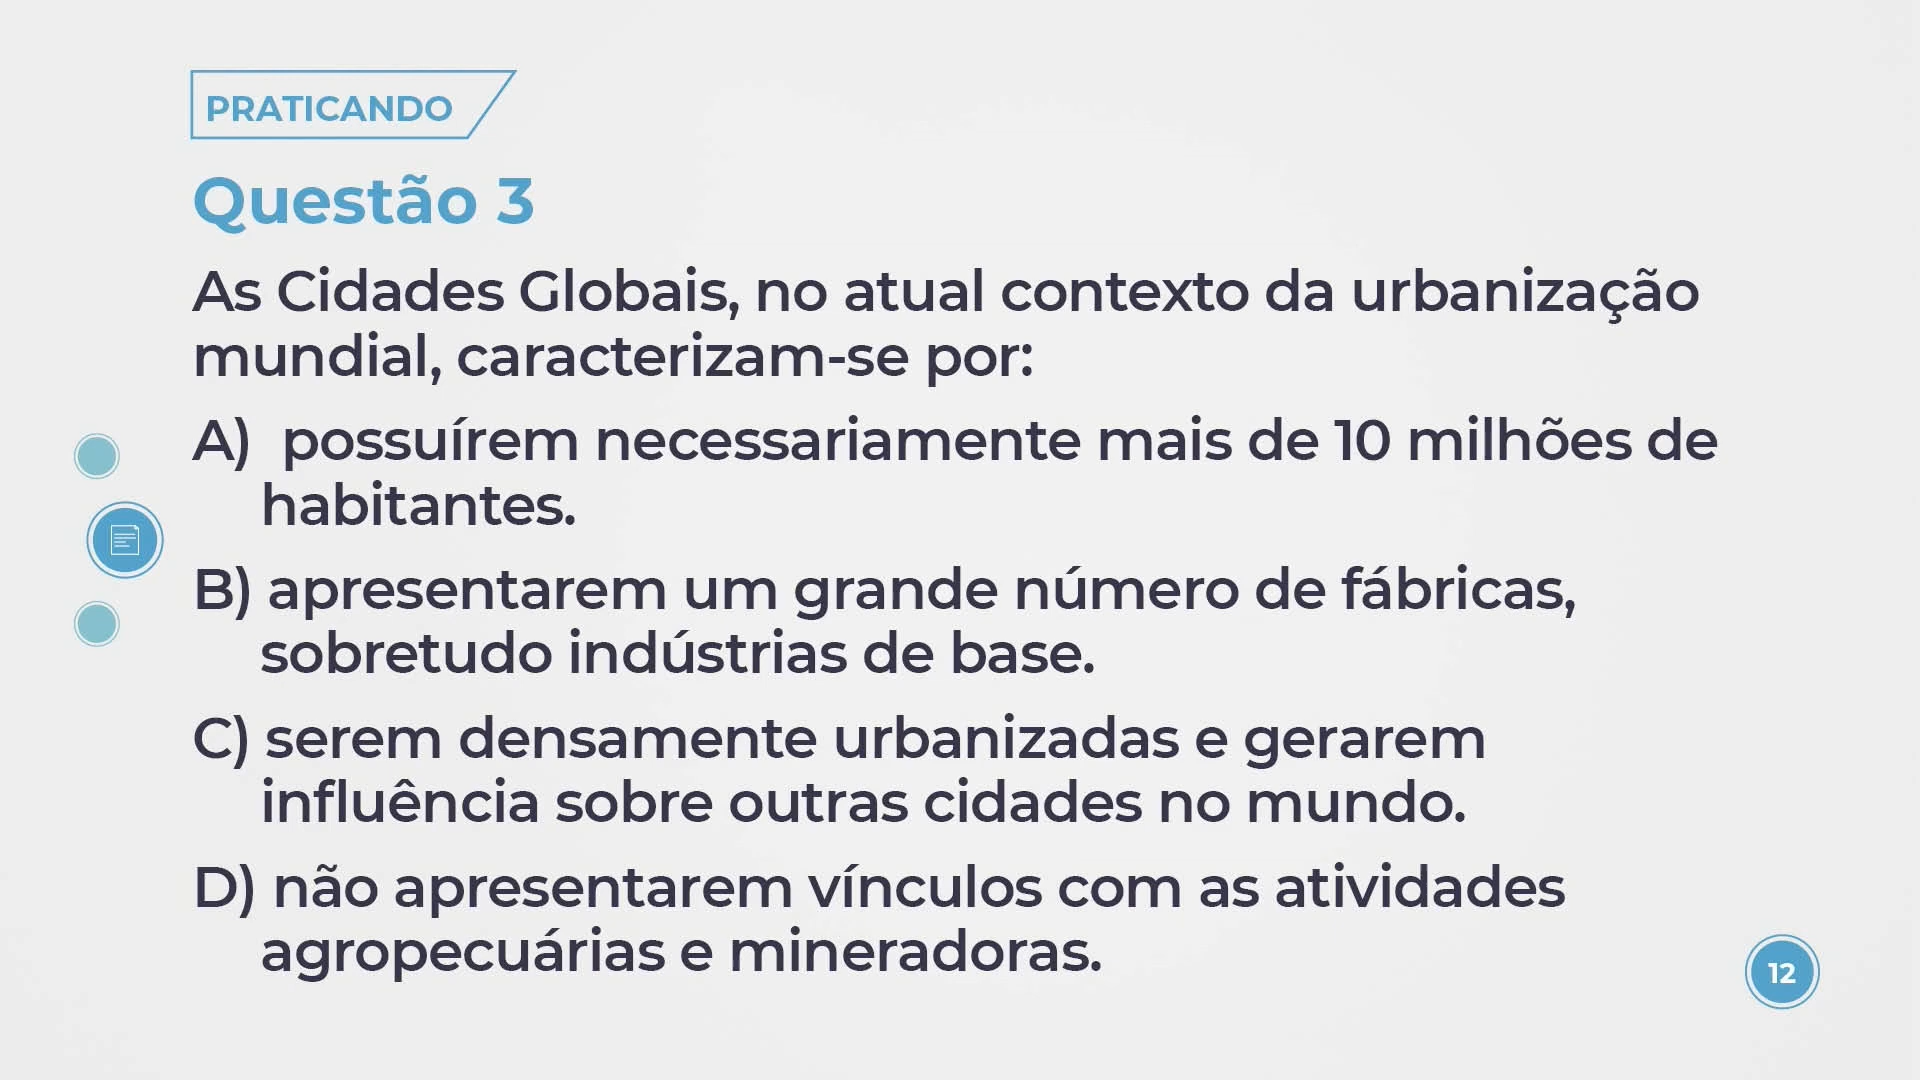 PRATICANDO
Questão 3
As Cidades Globais, no atual contexto da urbanização
mundial, caracterizam-se por:
A) possuírem necessariamente mais de 10 milhões de
habitantes.
B) apresentarem um grande número de fábricas,
sobretudo indústrias de base.
C) serem densamente urbanizadas e gerarem
influência sobre outras cidades no mundo.
D) não apresentarem vínculos com as atividades
agropecuárias e mineradoras.
12